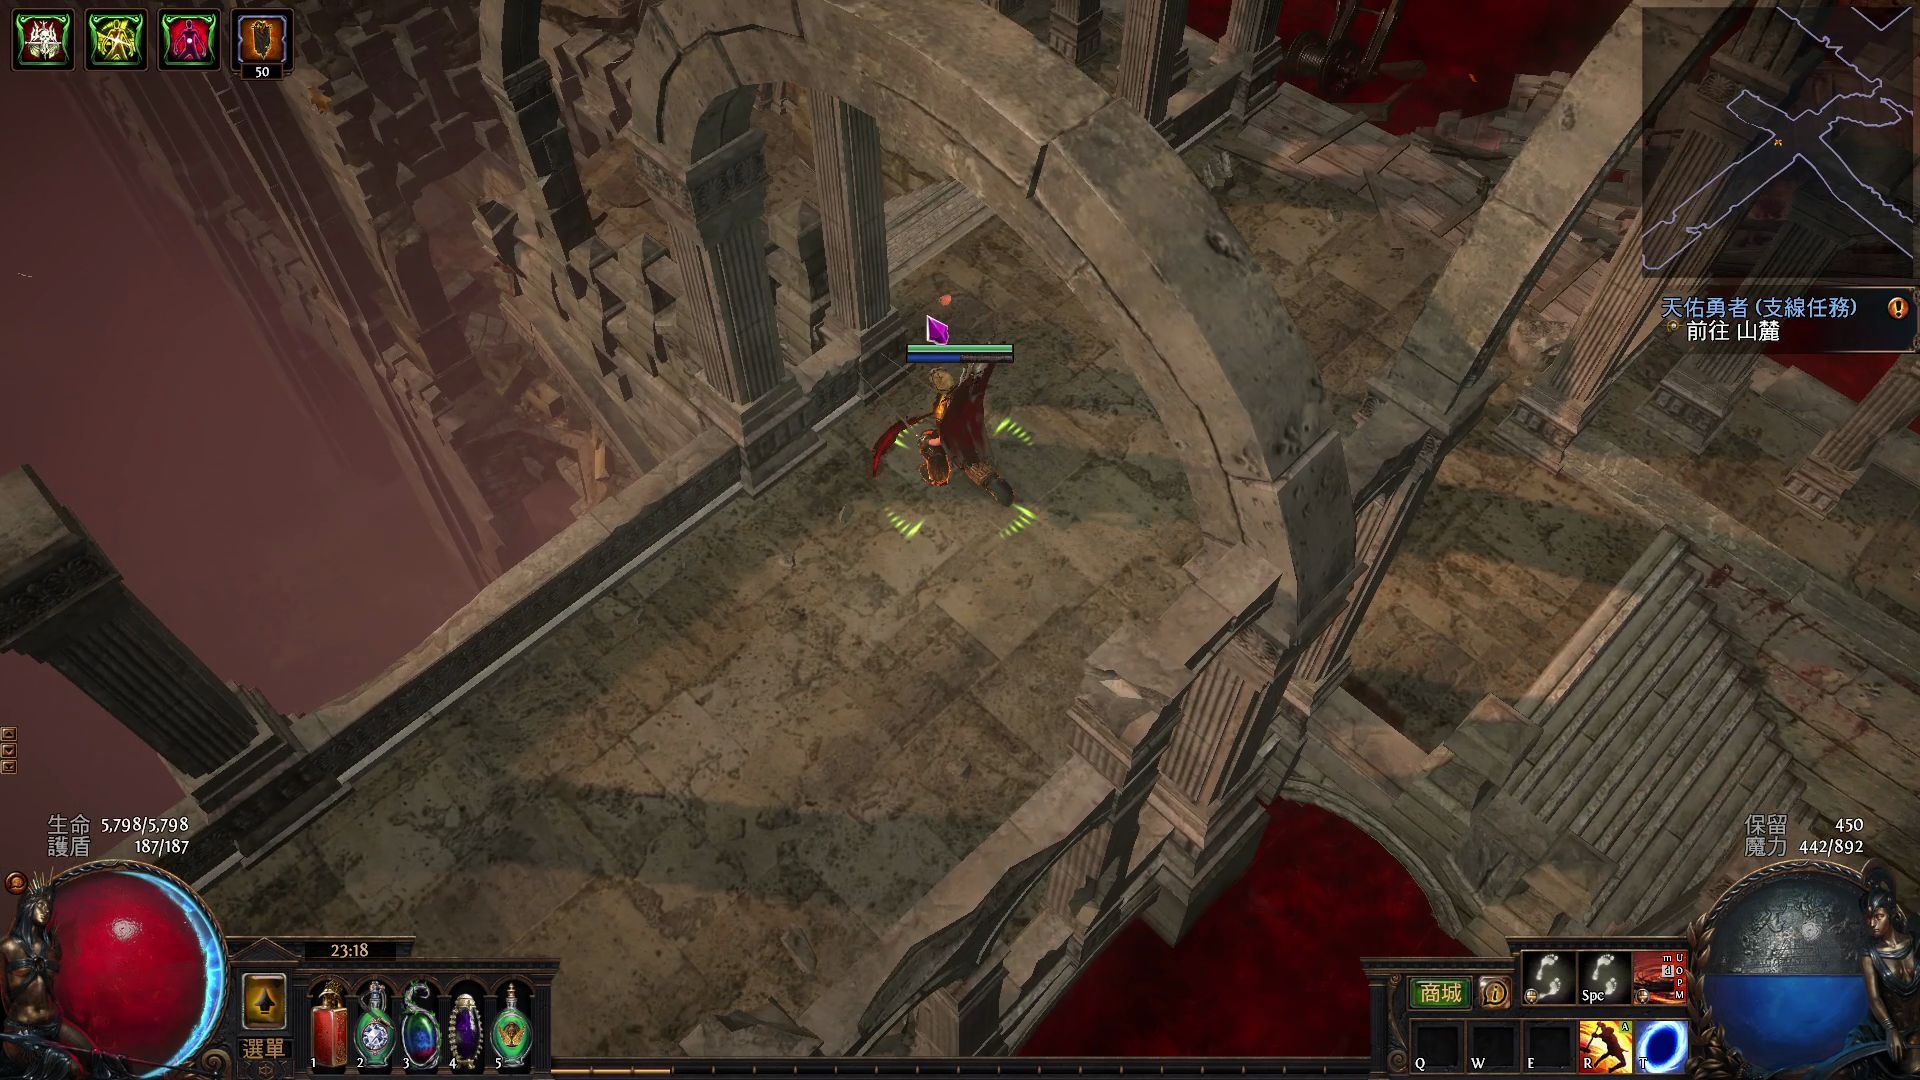 50
天佑勇者 (支線任務)
前往 山麓
生命 5,798/5,798
護盾 187/187
保留 450
魔力 442/892
23:18
商城
Spc
m U
d O
P
M
選單
1
2
3
4
5
Q
W
E
R
A
T